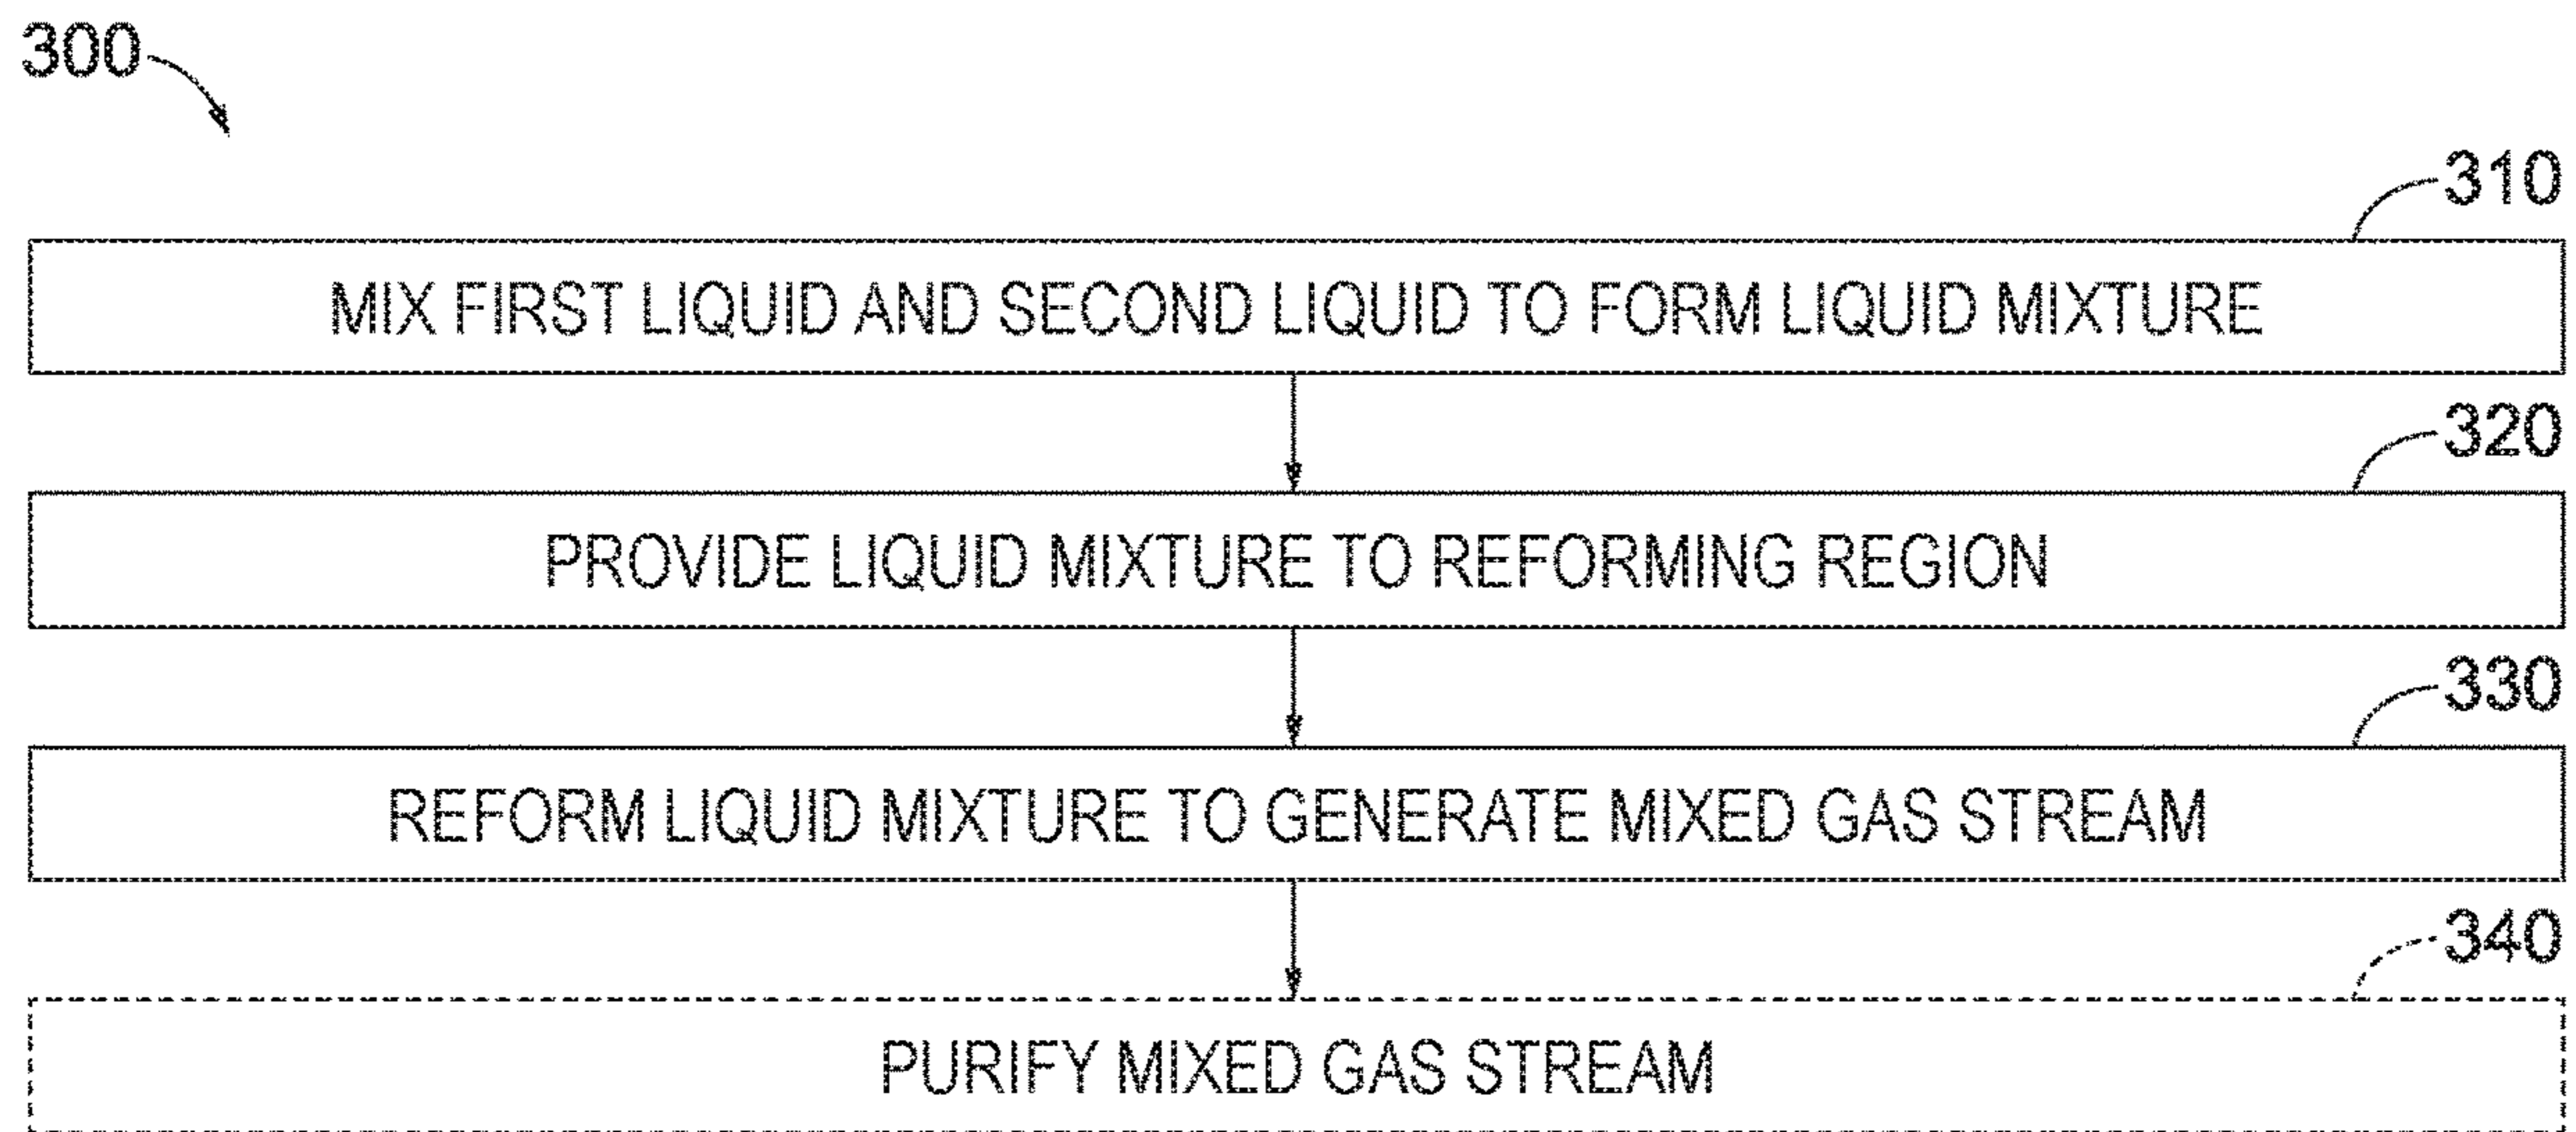 300
310
MIX FIRST LIQUID AND SECOND LIQUID TO FORM LIQUID MIXTURE
320
PROVIDE LIQUID MIXTURE TO REFORMING REGION
330
REFORM LIQUID MIXTURE TO GENERATE MIXED GAS STREAM
340
PURIFY MIXED GAS STREAM